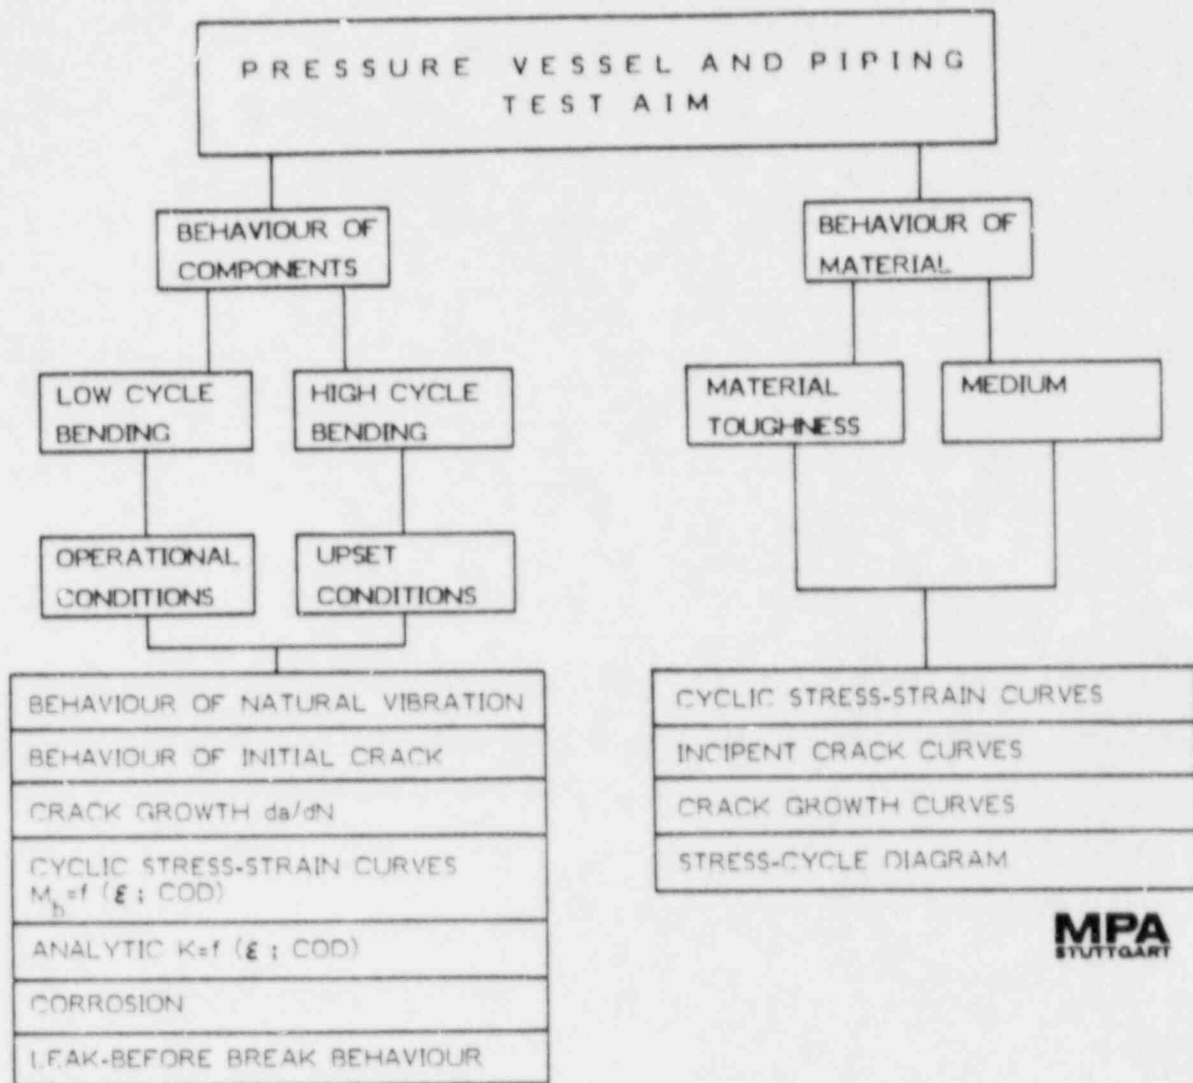 PRESSURE VESSEL AND PIPING
TEST AIM
BEHAVIOUR OF
COMPONENTS
BEHAVIOUR OF
MATERIAL
LOW CYCLE
BENDING
HIGH CYCLE
BENDING
MATERIAL
TOUGHNESS
MEDIUM
OPERATIONAL
CONDITIONS
UPSET
CONDITIONS
BEHAVIOUR OF NATURAL VIBRATION
BEHAVIOUR OF INITIAL CRACK
CRACK GROWTH da/dN
CYCLIC STRESS-STRAIN CURVES
M_b=f (ε ; COD)
ANALYTIC K=f (ε ; COD)
CORROSION
LEAK-BEFORE BREAK BEHAVIOUR
CYCLIC STRESS-STRAIN CURVES
INCIPENT CRACK CURVES
CRACK GROWTH CURVES
STRESS-CYCLE DIAGRAM
MPA
STUTTGART